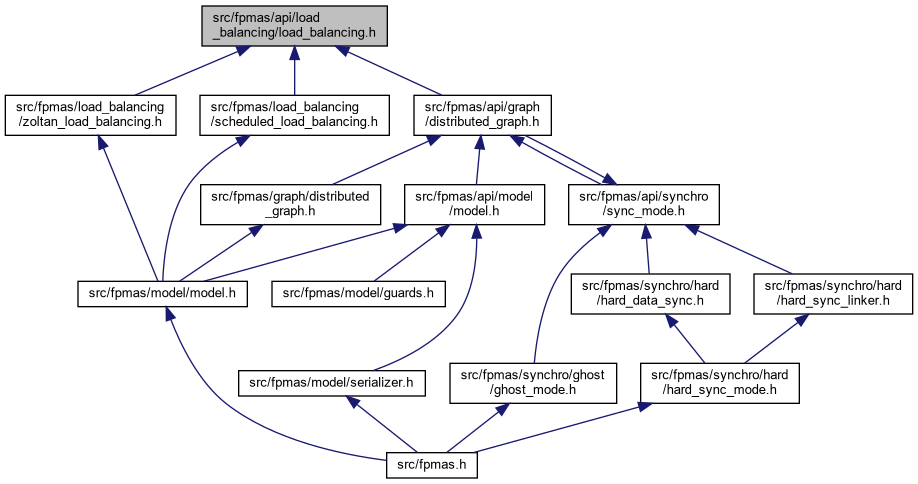 src/fpmas/api/load
_balancing/load_balancing.h
src/fpmas/load_balancing
/zoltan_load_balancing.h
src/fpmas/load_balancing
/scheduled_load_balancing.h
src/fpmas/api/graph
/distributed_graph.h
src/fpmas/graph/distributed
_graph.h
src/fpmas/api/model
/model.h
src/fpmas/api/synchro
/sync_mode.h
src/fpmas/model/model.h
src/fpmas/model/guards.h
src/fpmas/synchro/hard
/hard_data_sync.h
src/fpmas/synchro/hard
/hard_sync_linker.h
src/fpmas/model/serializer.h
src/fpmas/synchro/ghost
/ghost_mode.h
src/fpmas/synchro/hard
/hard_sync_mode.h
src/fpmas.h